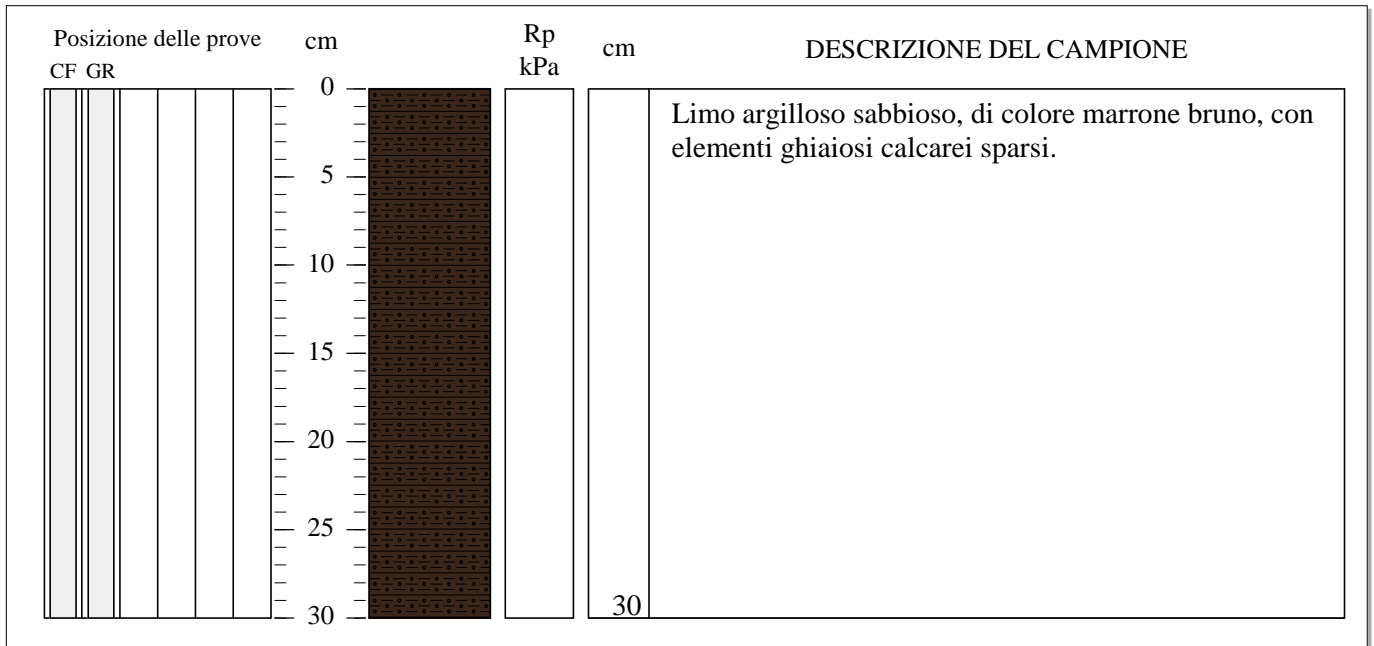 Posizione delle prove
CF GR
cm
Rp
kPa
cm
DESCRIZIONE DEL CAMPIONE
0
5
10
15
20
25
30
30
Limo argilloso sabbioso, di colore marrone bruno, con
elementi ghiaiosi calcarei sparsi.